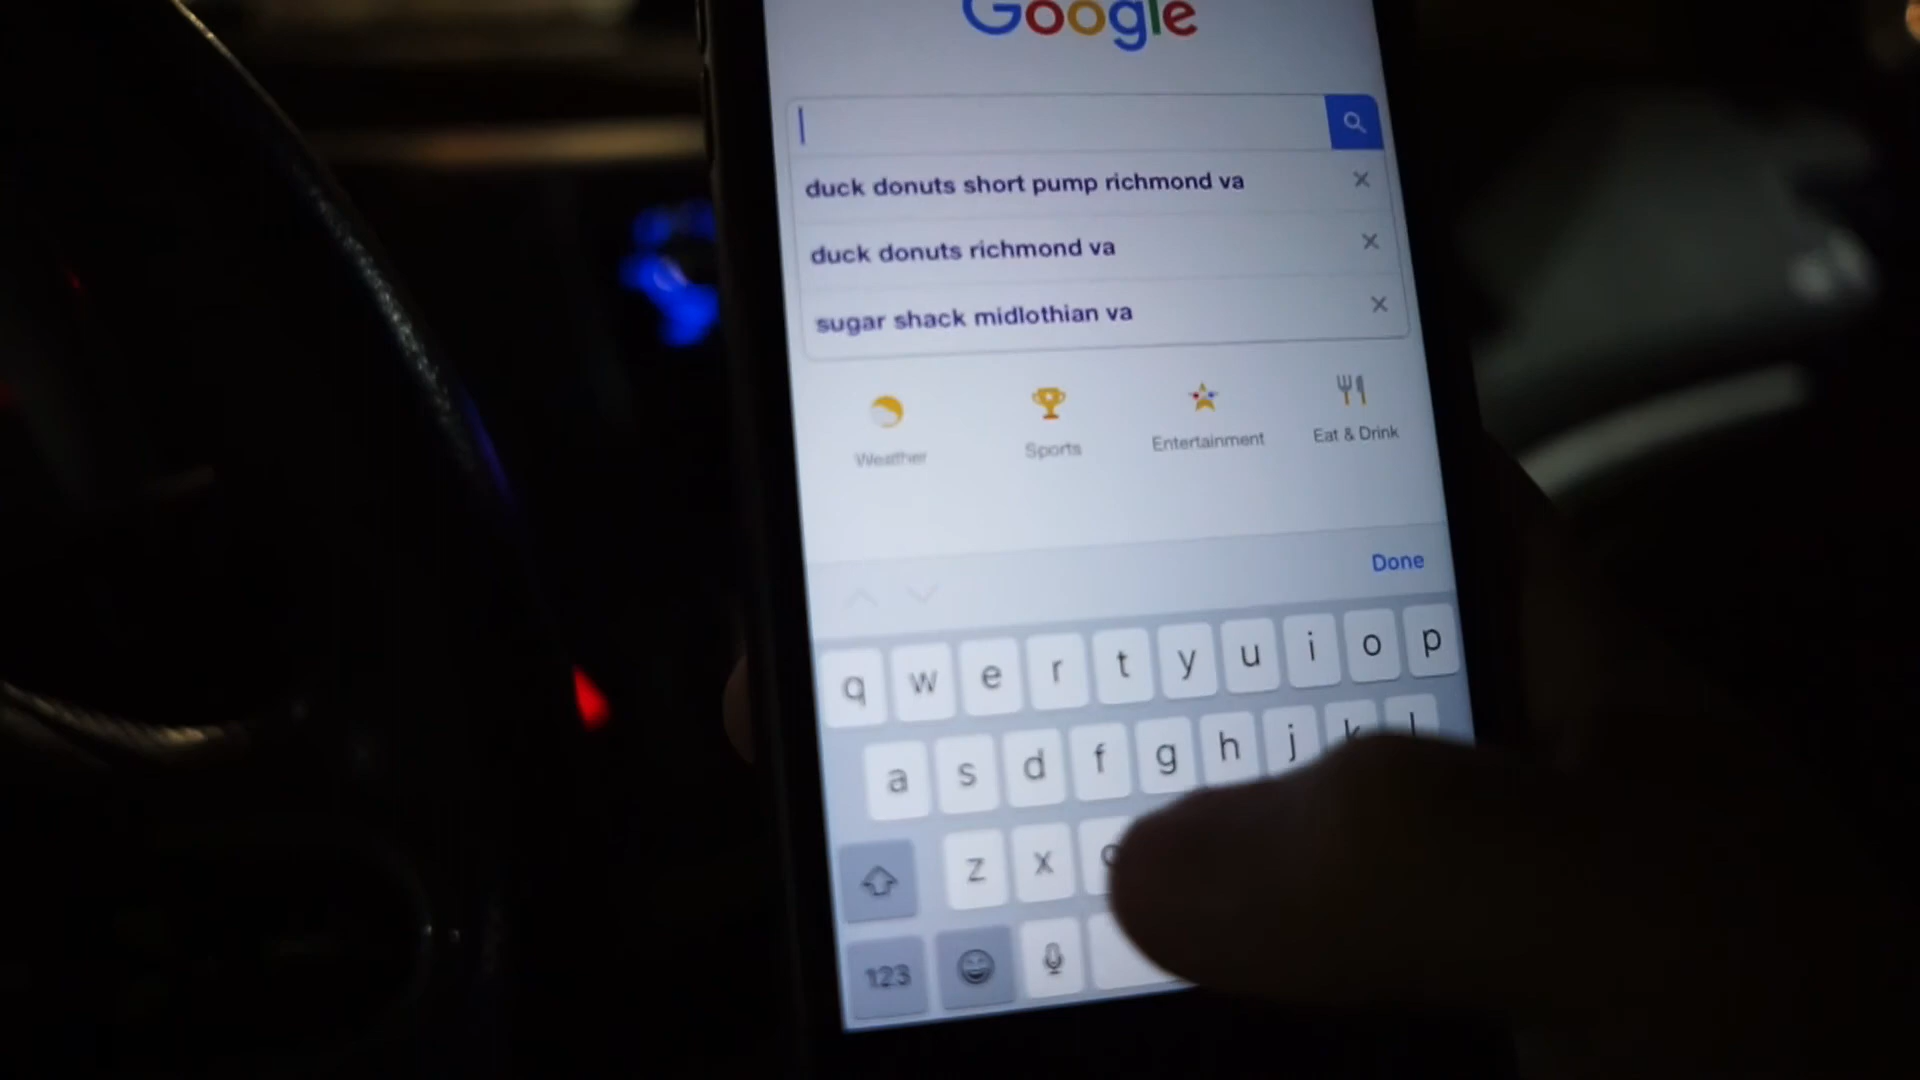 Google
duck donuts short pump richmond va
duck donuts richmond va
sugar shack midlothian va
Weather Sports Entertainment Eat & Drink
Done
q w e r t y u i o p
a s d f g h j k l
z x c
123